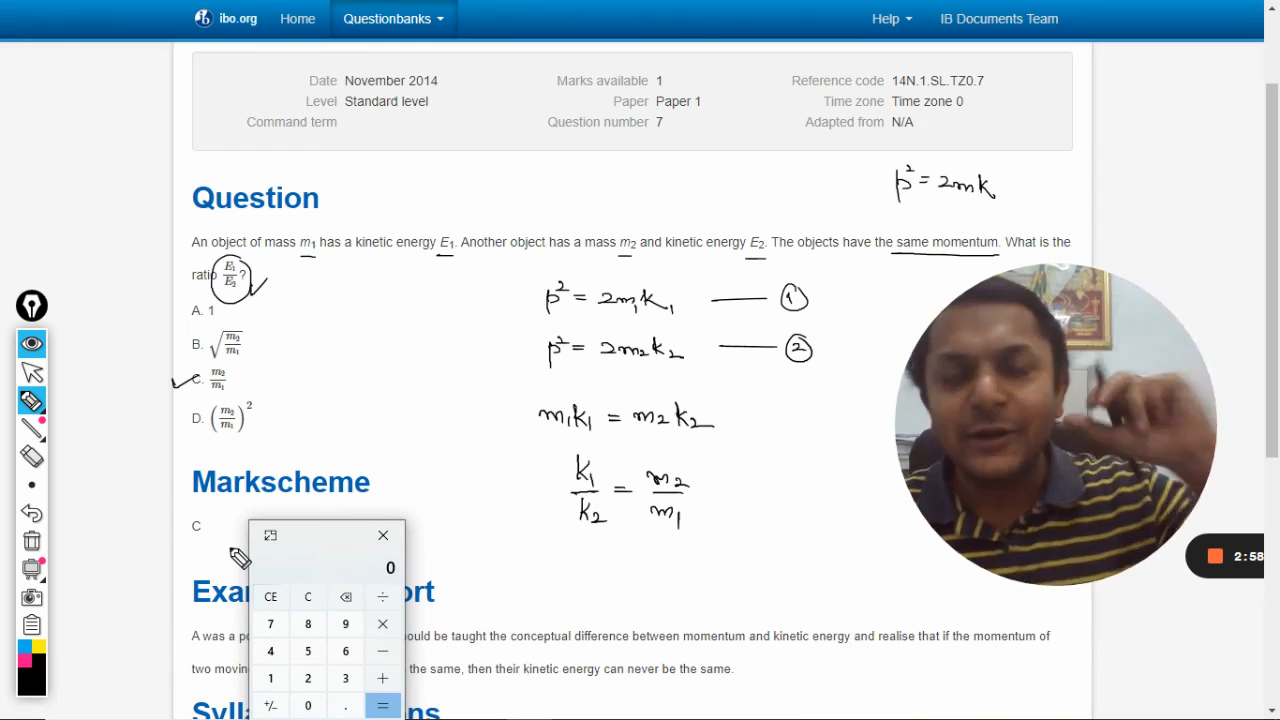 ibo.org Home Questionbanks Help IB Documents Team
Date November 2014 Marks available 1 Reference code 14N.1.SL.TZ0.7
Level Standard level Paper Paper 1 Time zone Time zone 0
Command term Question number 7 Adapted from N/A
p² = 2mk
Question
An object of mass m₁ has a kinetic energy E₁. Another object has a mass m₂ and kinetic energy E₂. The objects have the same momentum. What is the
ratio E₁/E₂?
A. 1
B. √(m₂/m₁)
C. m₂/m₁
D. (m₂/m₁)²
p² = 2m₁k₁ ①
p² = 2m₂k₂ ②
m₁k₁ = m₂k₂
k₁/k₂ = m₂/m₁
Markscheme
C
0
CE C ⌫ ÷
7 8 9 ×
4 5 6 −
1 2 3 +
+/- 0 . =
2:58
Exa ort
A was a po ould be taught the conceptual difference between momentum and kinetic energy and realise that if the momentum of
two movin the same, then their kinetic energy can never be the same.
Sylla ns